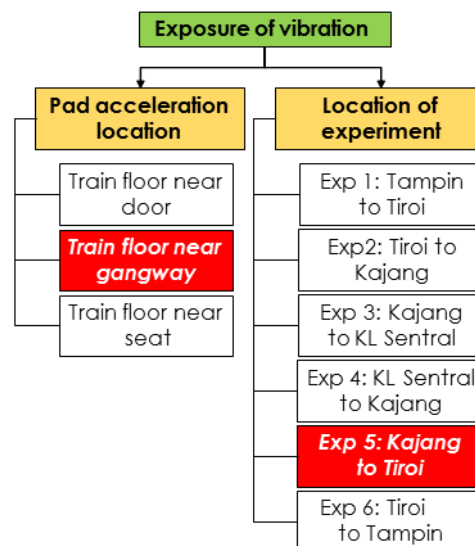 Exposure of vibration
Pad acceleration
location
Train floor near
door
Train floor near
gangway
Train floor near
seat
Location of
experiment
Exp 1: Tampin
to Tiroi
Exp2: Tiroi to
Kajang
Exp 3: Kajang
to KL Sentral
Exp 4: KL Sentral
to Kajang
Exp 5: Kajang
to Tiroi
Exp 6: Tiroi
to Tampin